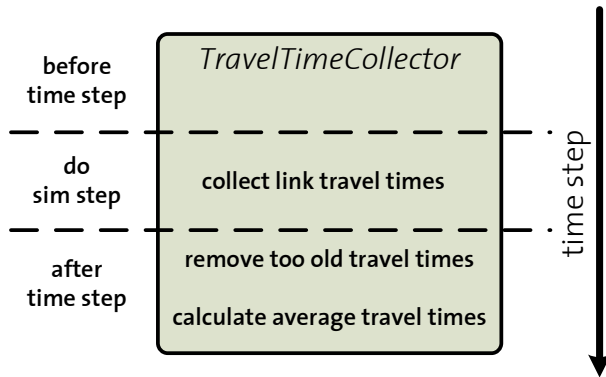 TravelTimeCollector
before
time step
do
sim step
collect link travel times
after
time step
remove too old travel times
calculate average travel times
time step